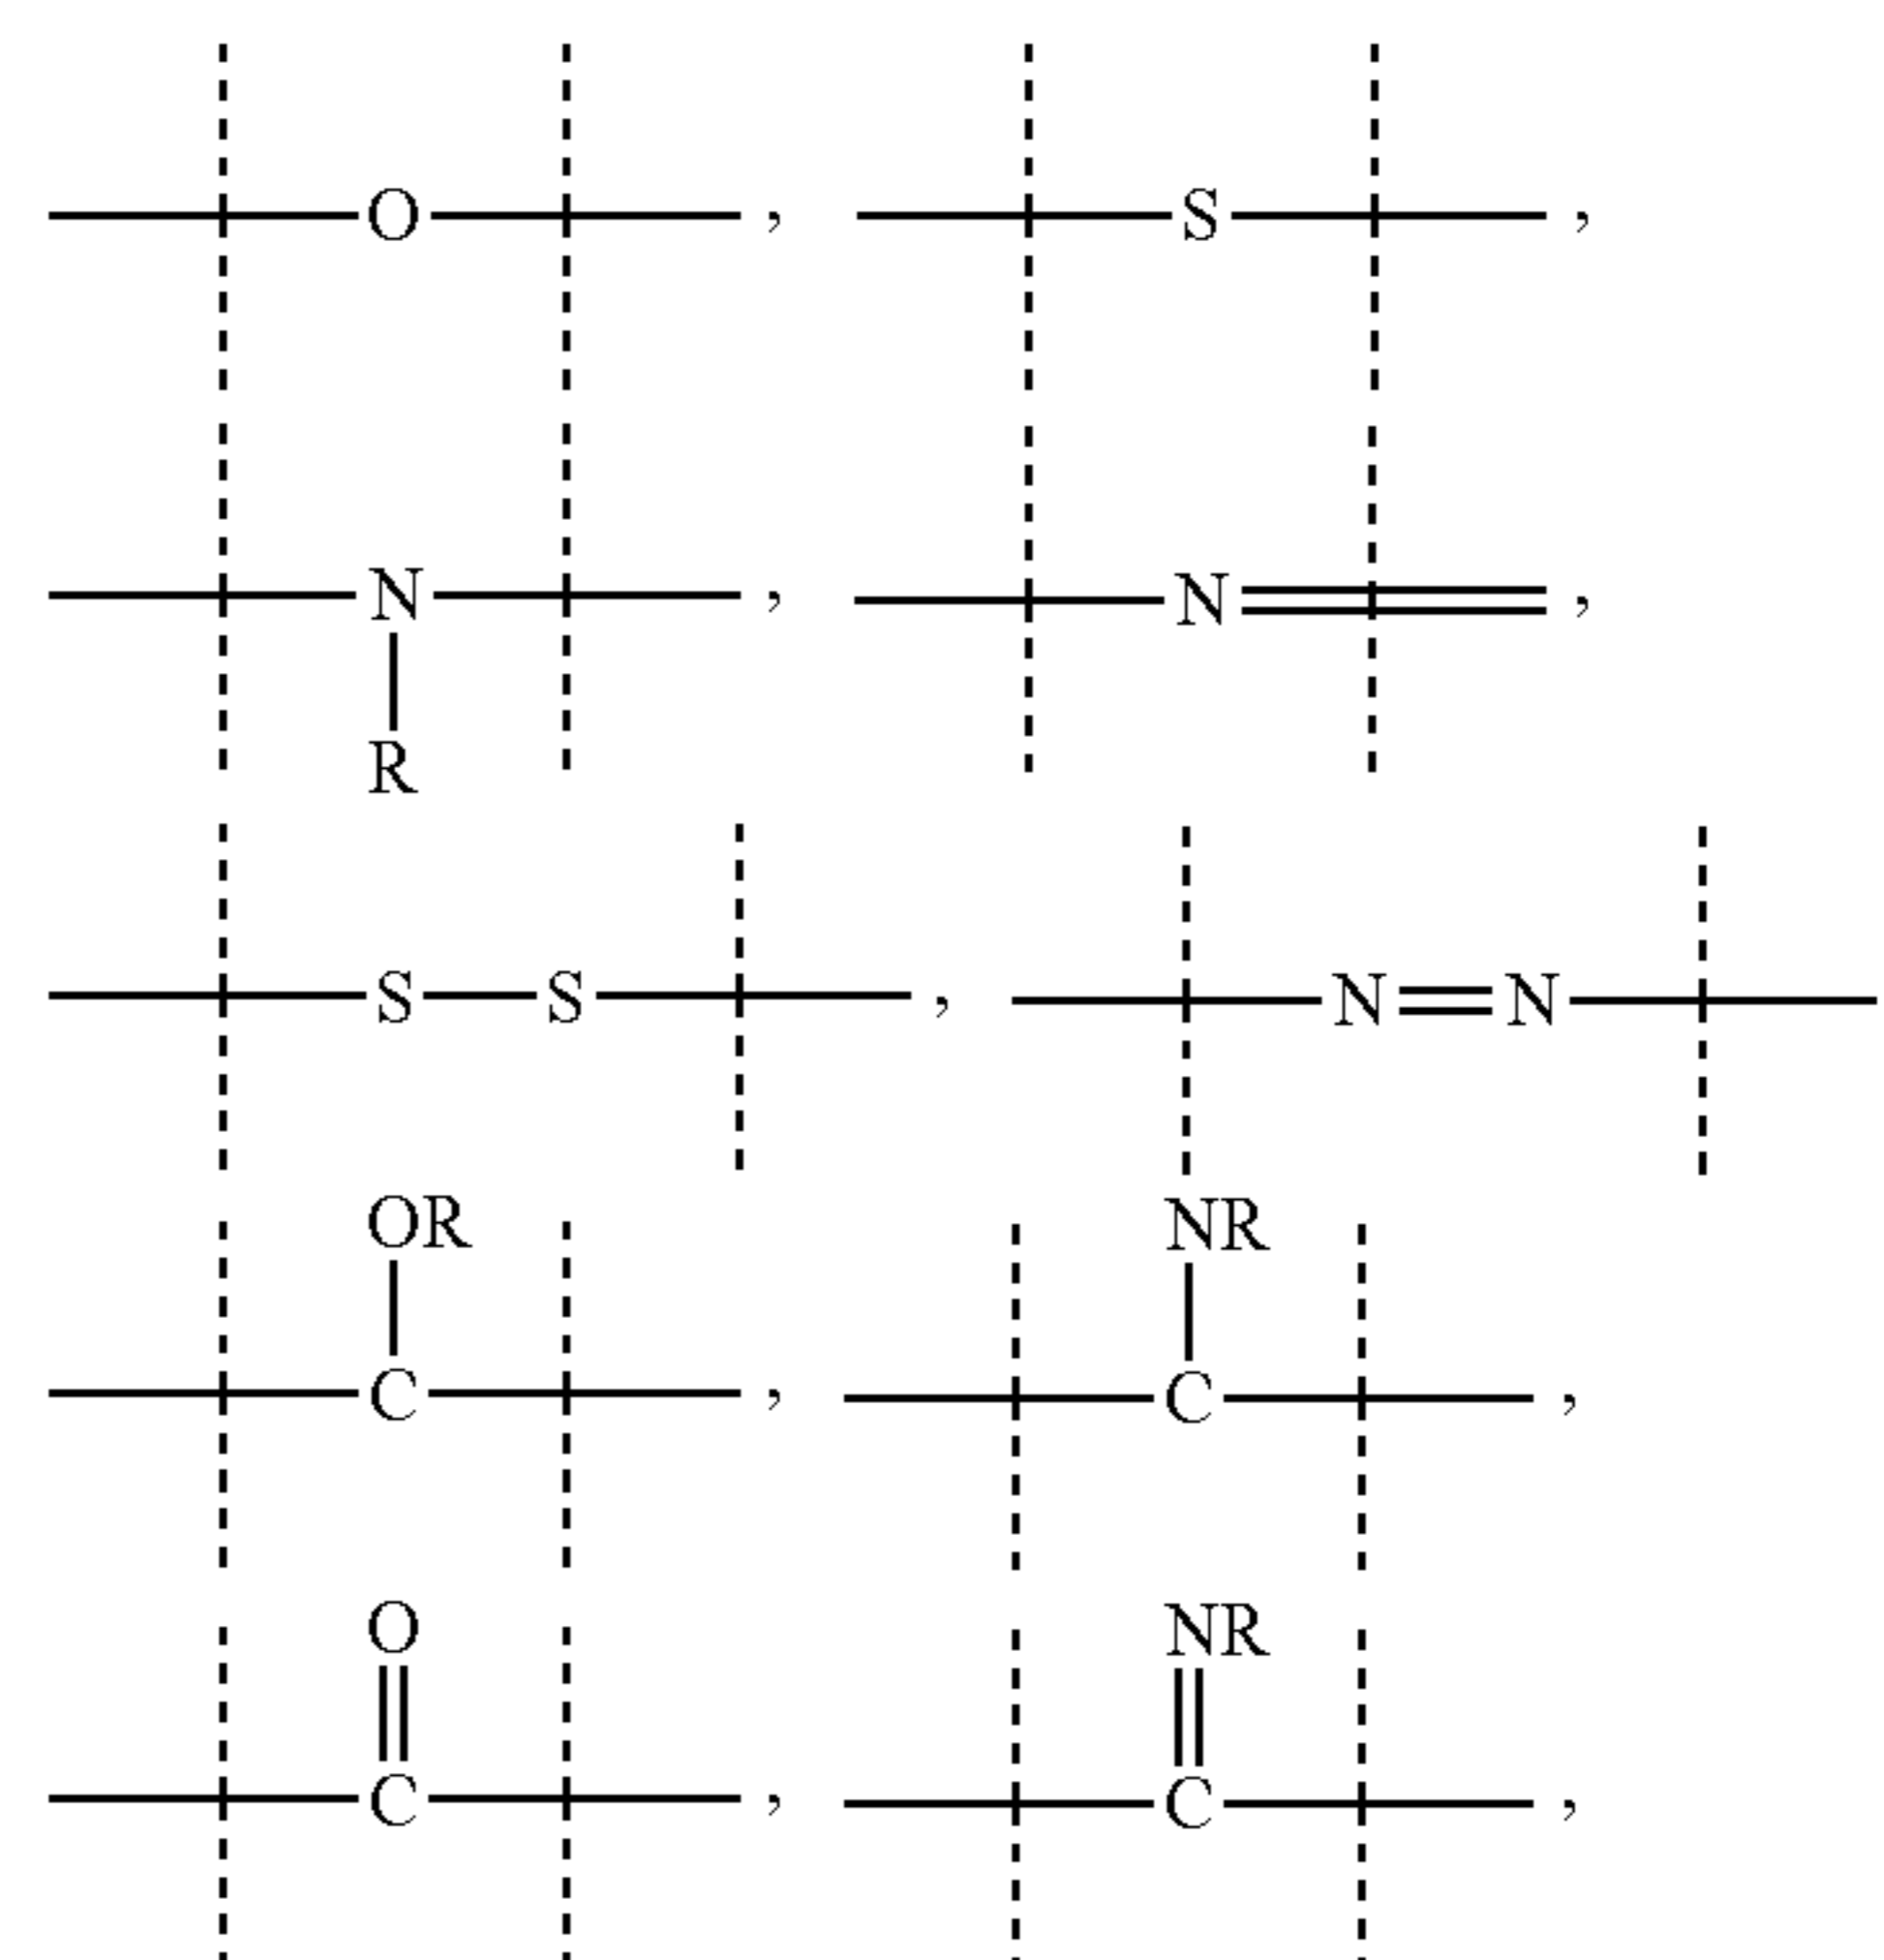 O , S ,
N , N ,
R
S S , N N
OR NR
C , C ,
O NR
C , C ,